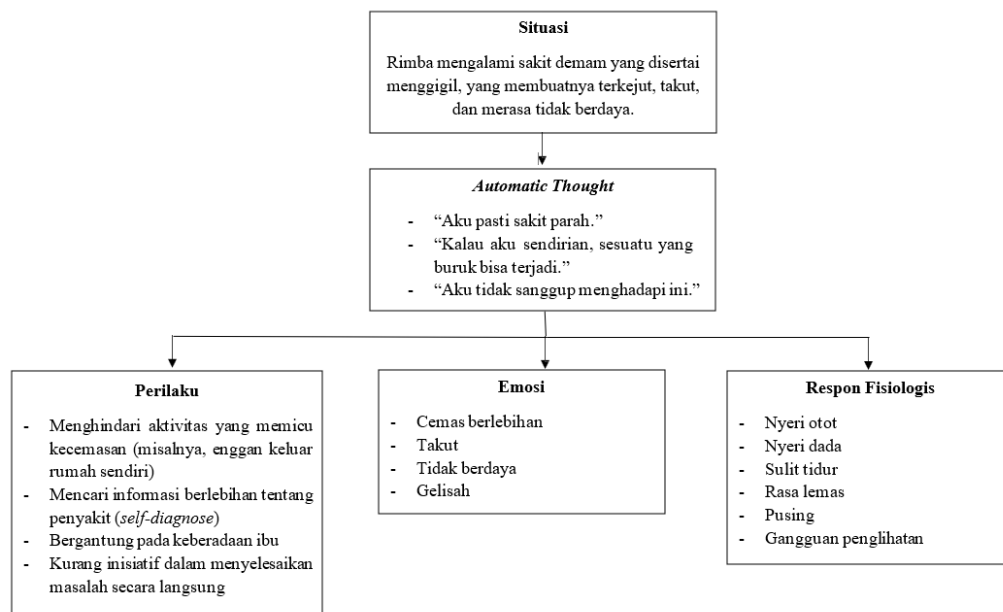 Situasi
Rimba mengalami sakit demam yang disertai
menggigil, yang membuatnya terkejut, takut,
dan merasa tidak berdaya.
Automatic Thought
- “Aku pasti sakit parah.”
- “Kalau aku sendirian, sesuatu yang
buruk bisa terjadi.”
- “Aku tidak sanggup menghadapi ini.”
Perilaku
- Menghindari aktivitas yang memicu
kecemasan (misalnya, enggan keluar
rumah sendiri)
- Mencari informasi berlebihan tentang
penyakit (self-diagnose)
- Bergantung pada keberadaan ibu
- Kurang inisiatif dalam menyelesaikan
masalah secara langsung
Emosi
- Cemas berlebihan
- Takut
- Tidak berdaya
- Gelisah
Respon Fisiologis
- Nyeri otot
- Nyeri dada
- Sulit tidur
- Rasa lemas
- Pusing
- Gangguan penglihatan